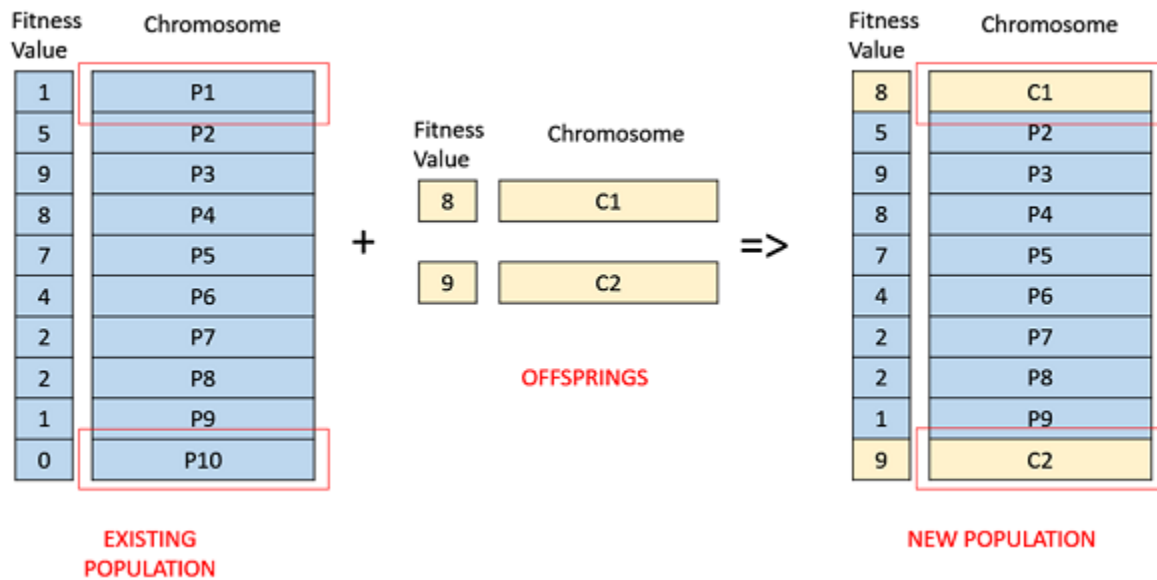 Fitness Value Chromosome
1 P1
5 P2
9 P3
8 P4
7 P5
4 P6
2 P7
2 P8
1 P9
0 P10
EXISTING
POPULATION
+
Fitness Value Chromosome
8 C1
9 C2
OFFSPRINGS
=>
Fitness Value Chromosome
8 C1
5 P2
9 P3
8 P4
7 P5
4 P6
2 P7
2 P8
1 P9
9 C2
NEW POPULATION